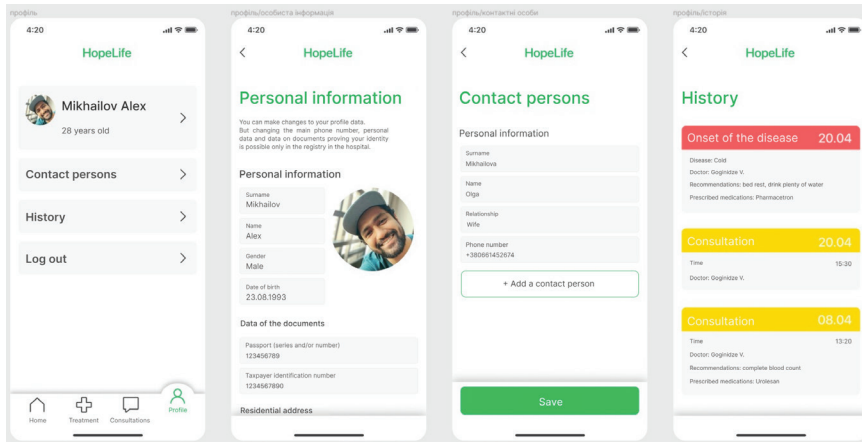 профіль
4:20
HopeLife
Mikhailov Alex
28 years old
Contact persons
History
Log out
Home
Treatment
Consultations
Profile
профіль/особиста інформація
4:20
HopeLife
Personal information
You can make changes to your profile data.
But changing the main phone number, personal
data and data on documents proving your identity
is possible only in the registry in the hospital.
Personal information
Surname
Mikhailov
Name
Alex
Gender
Male
Date of birth
23.08.1993
Data of the documents
Passport (series and/or number)
123456789
Taxpayer identification number
1234567890
Residential address
профіль/контактні особи
4:20
HopeLife
Contact persons
Personal information
Surname
Mikhailova
Name
Olga
Relationship
Wife
Phone number
+380661452674
+ Add a contact person
Save
профіль/історія
4:20
HopeLife
History
Onset of the disease 20.04
Disease: Cold
Doctor: Goginidze V.
Recommendations: bed rest, drink plenty of water
Prescribed medications: Pharmacetron
Consultation 20.04
Time 15:30
Doctor: Goginidze V.
Consultation 08.04
Time 13:20
Doctor: Goginidze V.
Recommendations: complete blood count
Prescribed medications: Urolesan